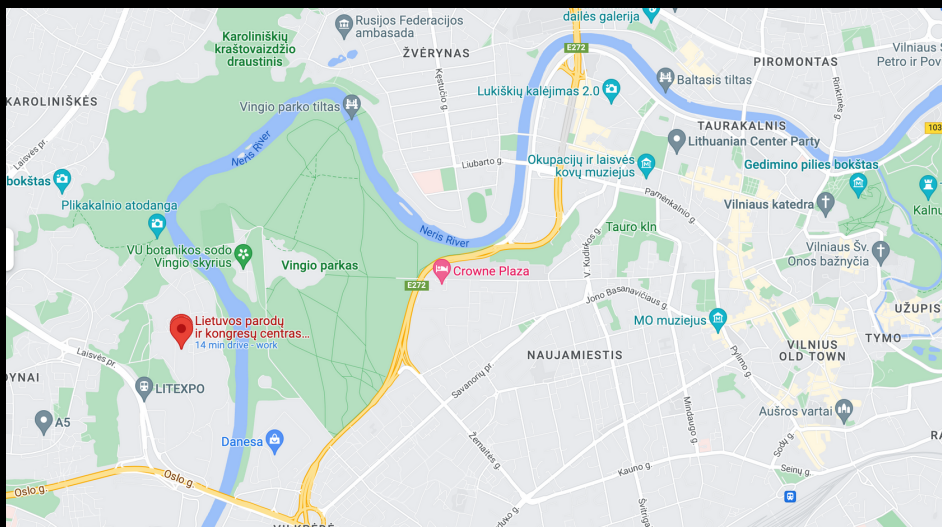 Karoliniškių
kraštovaizdžio
draustinis
Rusijos Federacijos
ambasada
dailės galerija
ŽVĖRYNAS
E272
Vilniaus
Petro ir Pov
PIROMONTAS
Baltasis tiltas
Lukiškių kalėjimas 2.0
Kęstučio g.
Rinktinės
KAROLINIŠKĖS
Vingio parko tiltas
TAURAKALNIS
103
Lithuanian Center Party
Laisvės pr.
Neris River
Liubarto g.
Okupacijų ir laisvės
kovų muziejus
Gedimino pilies bokštas
bokštas
Pamėnkalnio g.
Vilniaus katedra
Kalnų
Plikakalnio atodanga
Tauro kln
Neris River
V. Kudirkos g.
VU botanikos sodo
Vingio skyrius
Vingio parkas
Vilniaus Šv.
Onos bažnyčia
Crowne Plaza
E272
Jono Basanavičiaus g.
UŽUPIS
Lietuvos parodų
ir kongresų centras...
14 min drive - work
MO muziejus
TYMO
Laisvės pr.
NAUJAMIESTIS
VILNIUS
OLD TOWN
Pylimo g.
DYNAI
LITEXPO
Savanorių pr.
Mindaugo g.
Aušros vartai
A5
Danesa
Žemaitės g.
Sodų g.
RA
Kauno g.
Seinų g.
Oslo g.
Oslo g.
Švitrig
VILKPĖDĖ